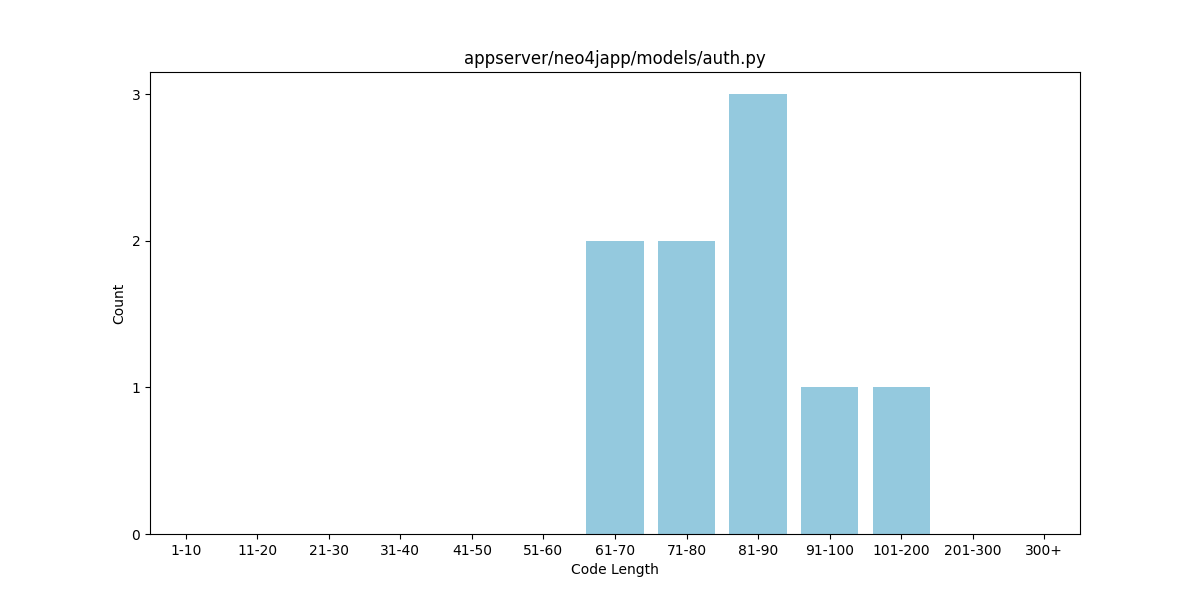 appserver/neo4japp/models/auth.py
3
2
1
0
Count
1-10 11-20 21-30 31-40 41-50 51-60 61-70 71-80 81-90 91-100 101-200 201-300 300+
Code Length